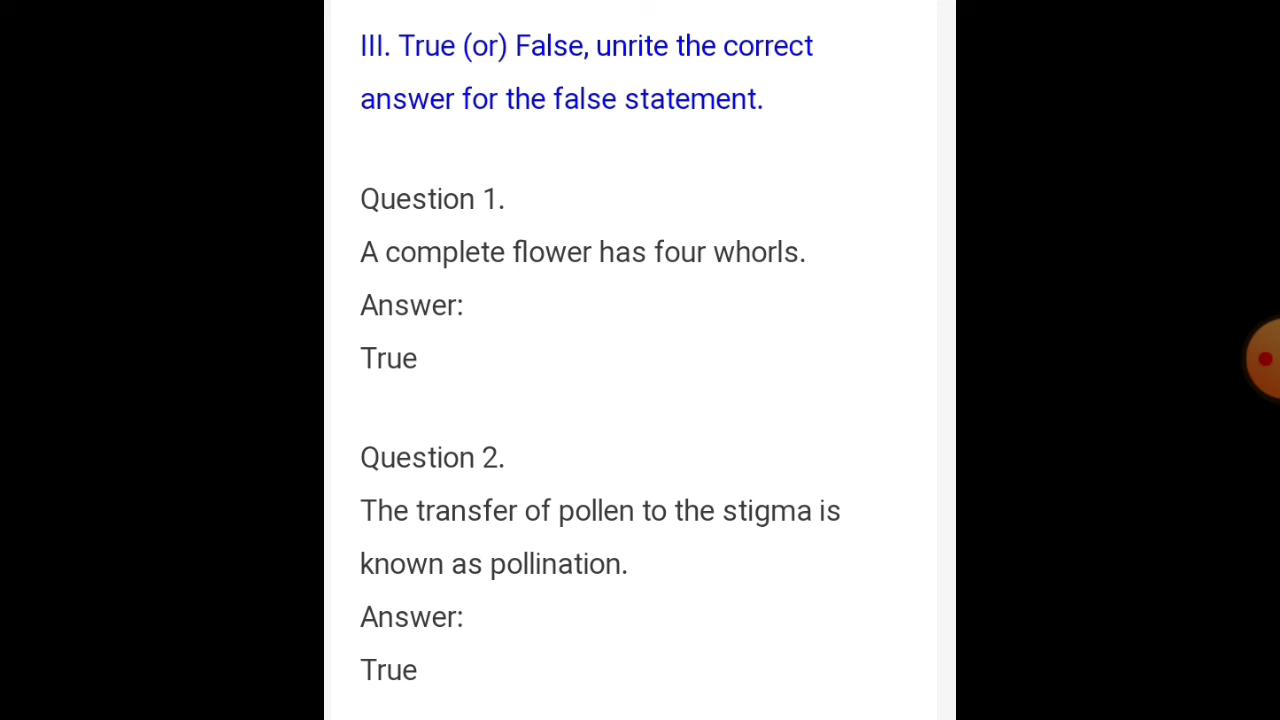 III. True (or) False, unrite the correct
answer for the false statement.
Question 1.
A complete flower has four whorls.
Answer:
True
Question 2.
The transfer of pollen to the stigma is
known as pollination.
Answer:
True